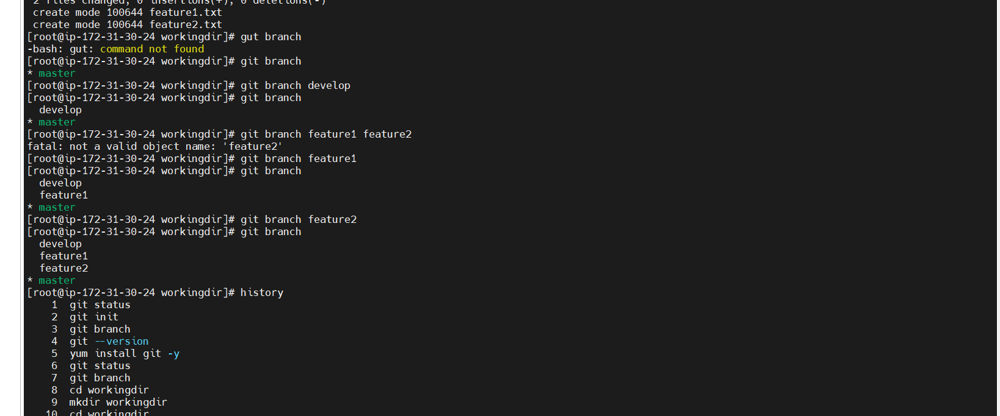 2 files changed, 0 insertions(+), 0 deletions(-)
create mode 100644 feature1.txt
create mode 100644 feature2.txt
[root@ip-172-31-30-24 workingdir]# gut branch
-bash: gut: command not found
[root@ip-172-31-30-24 workingdir]# git branch
* master
[root@ip-172-31-30-24 workingdir]# git branch develop
[root@ip-172-31-30-24 workingdir]# git branch
develop
* master
[root@ip-172-31-30-24 workingdir]# git branch feature1 feature2
fatal: not a valid object name: 'feature2'
[root@ip-172-31-30-24 workingdir]# git branch feature1
[root@ip-172-31-30-24 workingdir]# git branch
develop
feature1
* master
[root@ip-172-31-30-24 workingdir]# git branch feature2
[root@ip-172-31-30-24 workingdir]# git branch
develop
feature1
feature2
* master
[root@ip-172-31-30-24 workingdir]# history
1 git status
2 git init
3 git branch
4 git --version
5 yum install git -y
6 git status
7 git branch
8 cd workingdir
9 mkdir workingdir
10 cd workingdir